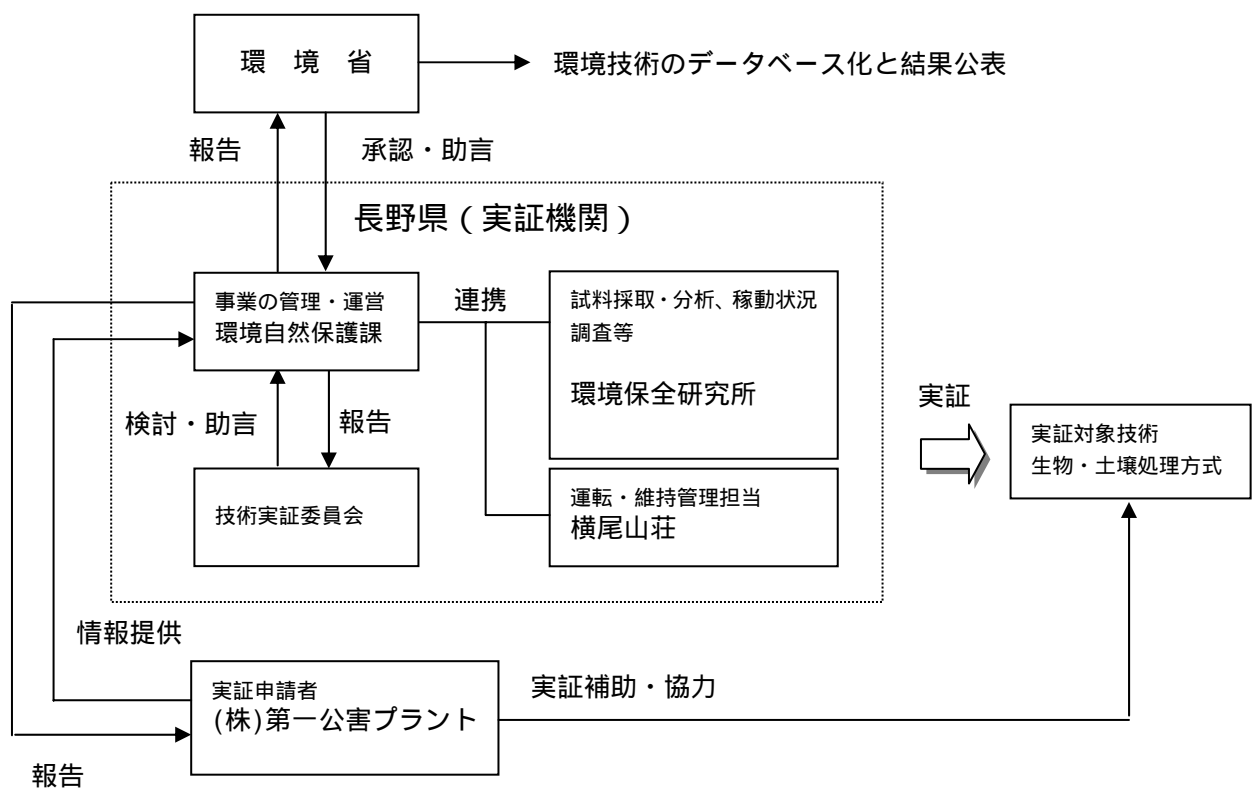 環 境 省
環境技術のデータベース化と結果公表
報告
承認・助言
長野県（実証機関）
事業の管理・運営
環境自然保護課
連携
試料採取・分析、稼動状況
調査等
環境保全研究所
検討・助言
報告
技術実証委員会
運転・維持管理担当
横尾山荘
実証
実証対象技術
生物・土壌処理方式
情報提供
実証申請者
(株)第一公害プラント
実証補助・協力
報告